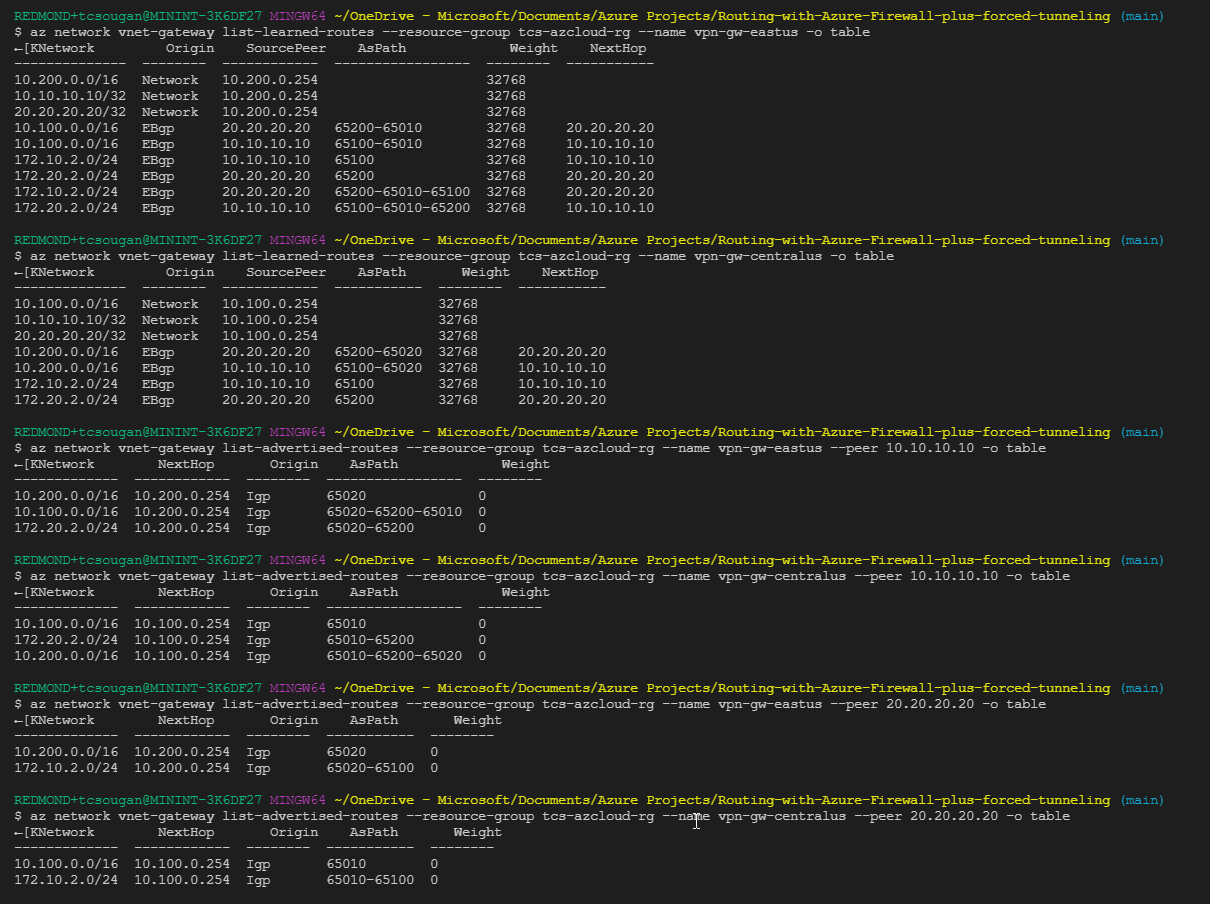 REDMOND+tcsougan@MININT-3K6DF27 MINGW64 ~/OneDrive - Microsoft/Documents/Azure Projects/Routing-with-Azure-Firewall-plus-forced-tunneling (main)
$ az network vnet-gateway list-learned-routes --resource-group tcs-azcloud-rg --name vpn-gw-eastus -o table
←[KNetwork         Origin    SourcePeer    AsPath             Weight    NextHop
--------------  --------  ------------  -----------------  --------  -----------
10.200.0.0/16   Network   10.200.0.254                     32768
10.10.10.10/32  Network   10.200.0.254                     32768
20.20.20.20/32  Network   10.200.0.254                     32768
10.100.0.0/16   EBgp      20.20.20.20   65200-65010        32768     20.20.20.20
10.100.0.0/16   EBgp      10.10.10.10   65100-65010        32768     10.10.10.10
172.10.2.0/24   EBgp      10.10.10.10   65100              32768     10.10.10.10
172.20.2.0/24   EBgp      20.20.20.20   65200              32768     20.20.20.20
172.10.2.0/24   EBgp      20.20.20.20   65200-65010-65100  32768     20.20.20.20
172.20.2.0/24   EBgp      10.10.10.10   65100-65010-65200  32768     10.10.10.10
REDMOND+tcsougan@MININT-3K6DF27 MINGW64 ~/OneDrive - Microsoft/Documents/Azure Projects/Routing-with-Azure-Firewall-plus-forced-tunneling (main)
$ az network vnet-gateway list-learned-routes --resource-group tcs-azcloud-rg --name vpn-gw-centralus -o table
←[KNetwork         Origin    SourcePeer    AsPath       Weight    NextHop
--------------  --------  ------------  -----------  --------  -----------
10.100.0.0/16   Network   10.100.0.254               32768
10.10.10.10/32  Network   10.100.0.254               32768
20.20.20.20/32  Network   10.100.0.254               32768
10.200.0.0/16   EBgp      20.20.20.20   65200-65020  32768     20.20.20.20
10.200.0.0/16   EBgp      10.10.10.10   65100-65020  32768     10.10.10.10
172.10.2.0/24   EBgp      10.10.10.10   65100        32768     10.10.10.10
172.20.2.0/24   EBgp      20.20.20.20   65200        32768     20.20.20.20
REDMOND+tcsougan@MININT-3K6DF27 MINGW64 ~/OneDrive - Microsoft/Documents/Azure Projects/Routing-with-Azure-Firewall-plus-forced-tunneling (main)
$ az network vnet-gateway list-advertised-routes --resource-group tcs-azcloud-rg --name vpn-gw-eastus --peer 10.10.10.10 -o table
←[KNetwork        NextHop       Origin    AsPath             Weight
-------------  ------------  --------  -----------------  --------
10.200.0.0/16  10.200.0.254  Igp       65020              0
10.100.0.0/16  10.200.0.254  Igp       65020-65200-65010  0
172.20.2.0/24  10.200.0.254  Igp       65020-65200        0
REDMOND+tcsougan@MININT-3K6DF27 MINGW64 ~/OneDrive - Microsoft/Documents/Azure Projects/Routing-with-Azure-Firewall-plus-forced-tunneling (main)
$ az network vnet-gateway list-advertised-routes --resource-group tcs-azcloud-rg --name vpn-gw-centralus --peer 10.10.10.10 -o table
←[KNetwork        NextHop       Origin    AsPath             Weight
-------------  ------------  --------  -----------------  --------
10.100.0.0/16  10.100.0.254  Igp       65010              0
172.20.2.0/24  10.100.0.254  Igp       65010-65200        0
10.200.0.0/16  10.100.0.254  Igp       65010-65200-65020  0
REDMOND+tcsougan@MININT-3K6DF27 MINGW64 ~/OneDrive - Microsoft/Documents/Azure Projects/Routing-with-Azure-Firewall-plus-forced-tunneling (main)
$ az network vnet-gateway list-advertised-routes --resource-group tcs-azcloud-rg --name vpn-gw-eastus --peer 20.20.20.20 -o table
←[KNetwork        NextHop       Origin    AsPath       Weight
-------------  ------------  --------  -----------  --------
10.200.0.0/16  10.200.0.254  Igp       65020        0
172.10.2.0/24  10.200.0.254  Igp       65020-65100  0
REDMOND+tcsougan@MININT-3K6DF27 MINGW64 ~/OneDrive - Microsoft/Documents/Azure Projects/Routing-with-Azure-Firewall-plus-forced-tunneling (main)
$ az network vnet-gateway list-advertised-routes --resource-group tcs-azcloud-rg --name vpn-gw-centralus --peer 20.20.20.20 -o table
←[KNetwork        NextHop       Origin    AsPath       Weight
-------------  ------------  --------  -----------  --------
10.100.0.0/16  10.100.0.254  Igp       65010        0
172.10.2.0/24  10.100.0.254  Igp       65010-65100  0